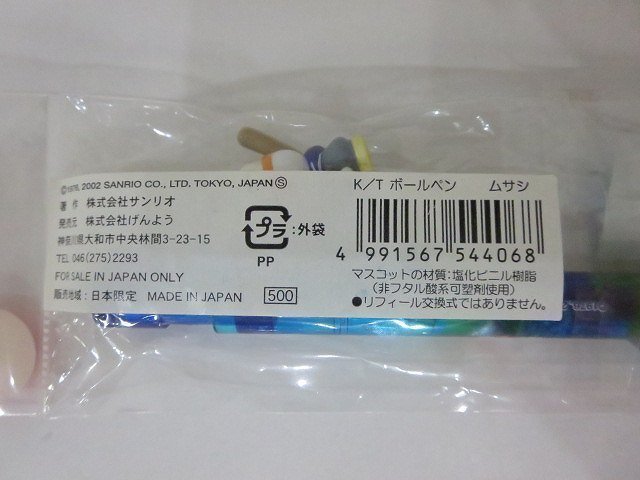 ©1976, 2002 SANRIO CO., LTD. TOKYO, JAPAN Ⓢ
著 作 株式会社サンリオ
発売元 株式会社げんよう
神奈川県大和市中央林間3-23-15
TEL 046(275)2293
FOR SALE IN JAPAN ONLY
販売地域：日本限定 MADE IN JAPAN
500
プラ ：外袋
PP
K/T ボールペン ムサシ
4 991567 544068
マスコットの材質：塩化ビニル樹脂
（非フタル酸系可塑剤使用）
●リフィール交換式ではありません。